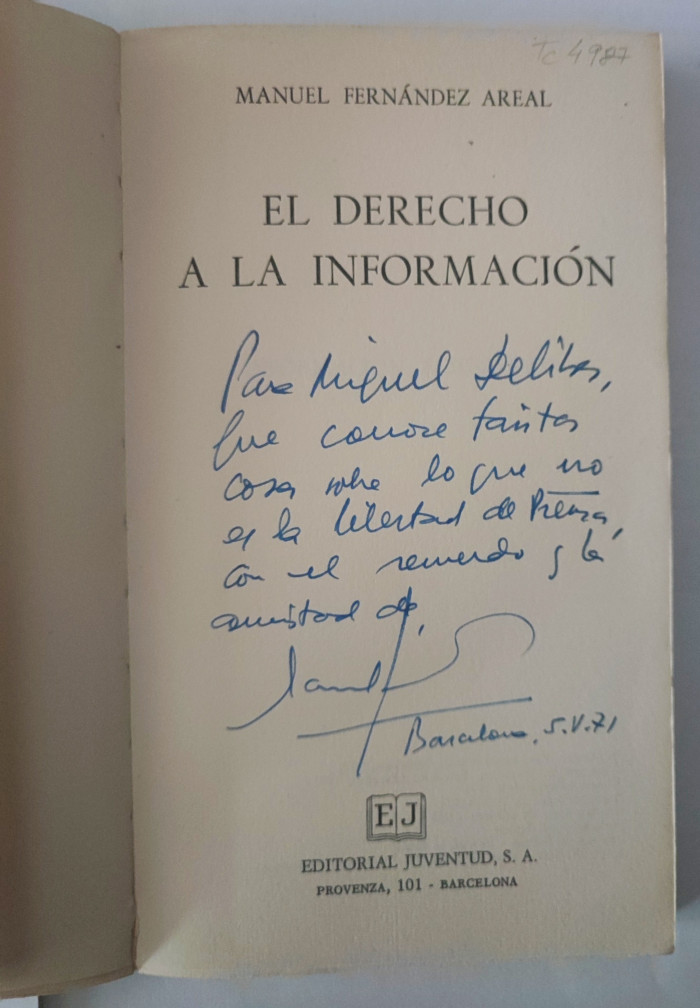 Tc 4987
MANUEL FERNÁNDEZ AREAL
EL DERECHO
A LA INFORMACIÓN
Para Miguel Delibes,
que conoce tantas
cosas sobre lo que no
es la libertad de Prensa,
con el recuerdo y la
amistad de,
Manuel
Barcelona, 5.V.71
EJ
EDITORIAL JUVENTUD, S. A.
PROVENZA, 101 - BARCELONA